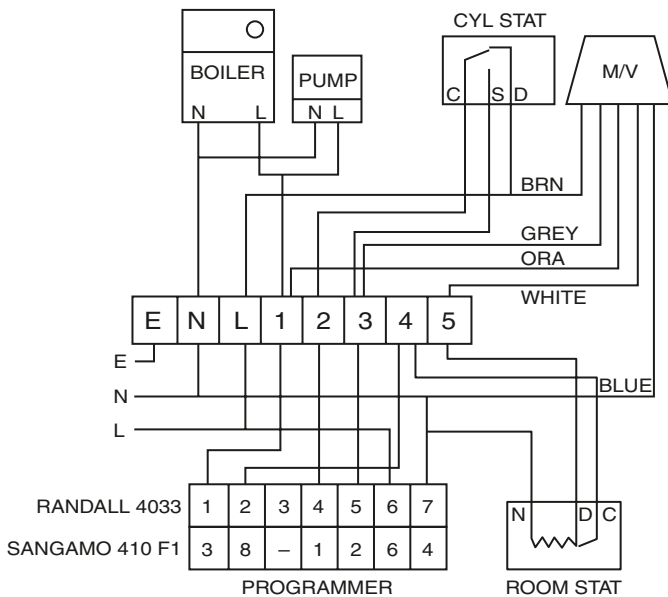 CYL STAT
BOILER
PUMP
M/V
N L
N L
C S D
BRN
GREY
ORA
WHITE
E N L 1 2 3 4 5
E
N
BLUE
L
RANDALL 4033 1 2 3 4 5 6 7
N D C
SANGAMO 410 F1 3 8 – 1 2 6 4
PROGRAMMER
ROOM STAT